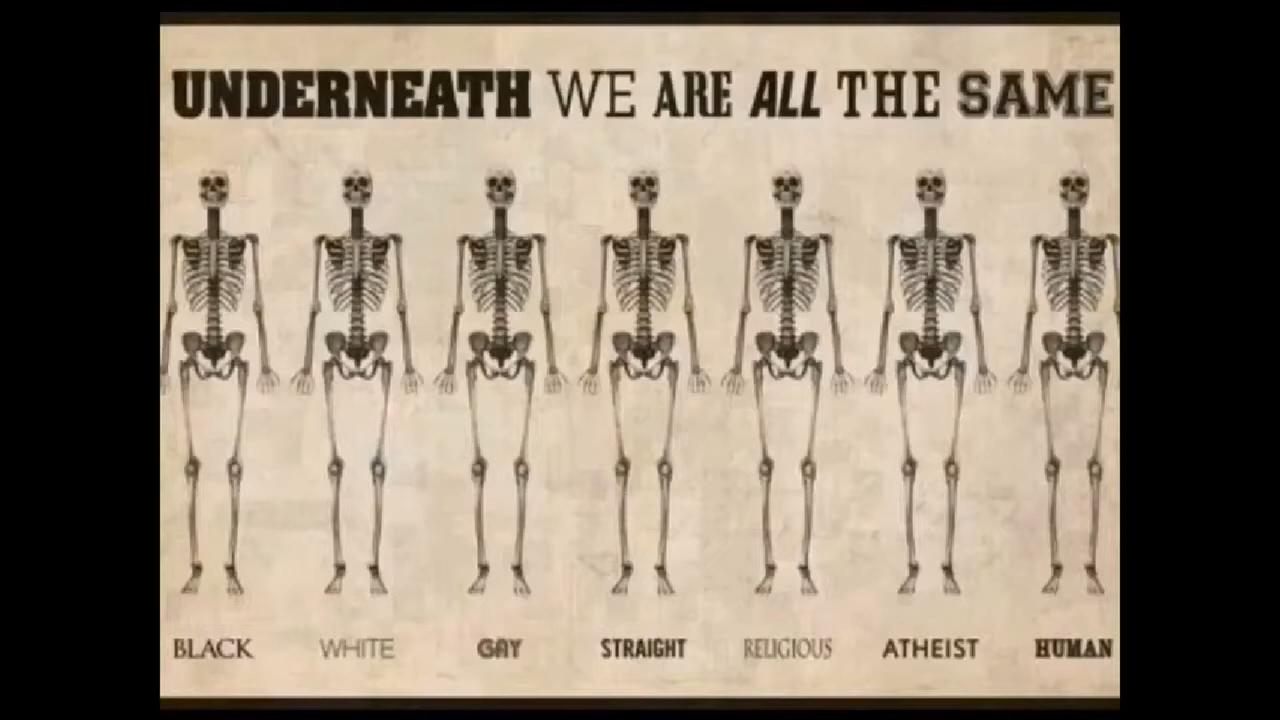 UNDERNEATH WE ARE ALL THE SAME
BLACK WHITE GAY STRAIGHT RELIGIOUS ATHEIST HUMAN